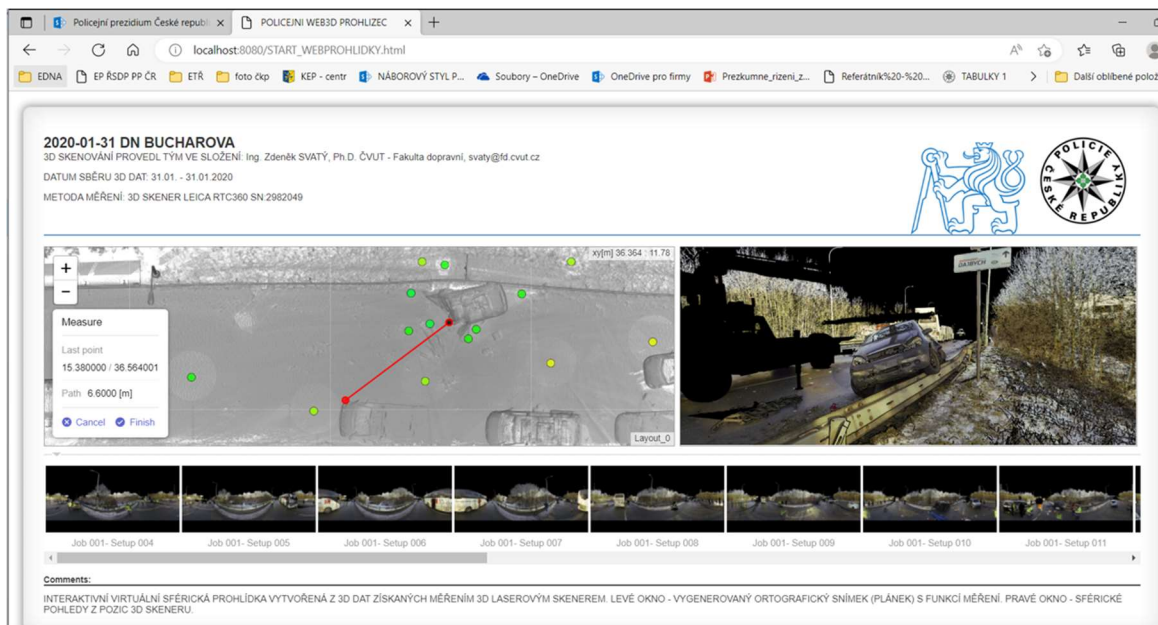 Policejní prezidium České republi
POLICEJNI WEB3D PROHLIZEC
localhost:8080/START_WEBPROHLIDKY.html
EDNA
EP ŘSDP PP ČR
ETŘ
foto čkp
KEP - centr
NÁBOROVÝ STYL P...
Soubory – OneDrive
OneDrive pro firmy
Prezkumne_rizeni_z...
Referátník%20-%20...
TABULKY 1
Další oblíbené polož
2020-01-31 DN BUCHAROVA
3D SKENOVÁNÍ PROVEDL TÝM VE SLOŽENÍ: Ing. Zdeněk SVATÝ, Ph.D. ČVUT - Fakulta dopravní, svaty@fd.cvut.cz
DATUM SBĚRU 3D DAT: 31.01. - 31.01.2020
METODA MĚŘENÍ: 3D SKENER LEICA RTC360 SN:2982049
POLICIE
ČESKÉ REPUBLIKY
xy[m] 36.364 : 11.78
+
−
Measure
Last point
15.380000 / 36.564001
Path 6.6000 [m]
Cancel Finish
Layout_0
Job 001- Setup 004
Job 001- Setup 005
Job 001- Setup 006
Job 001- Setup 007
Job 001- Setup 008
Job 001- Setup 009
Job 001- Setup 010
Job 001- Setup 011
Comments:
INTERAKTIVNÍ VIRTUÁLNÍ SFÉRICKÁ PROHLÍDKA VYTVOŘENÁ Z 3D DAT ZÍSKANÝCH MĚŘENÍM 3D LASEROVÝM SKENEREM. LEVÉ OKNO - VYGENEROVANÝ ORTOGRAFICKÝ SNÍMEK (PLÁNEK) S FUNKCÍ MĚŘENÍ. PRAVÉ OKNO - SFÉRICKÉ
POHLEDY Z POZIC 3D SKENERU.